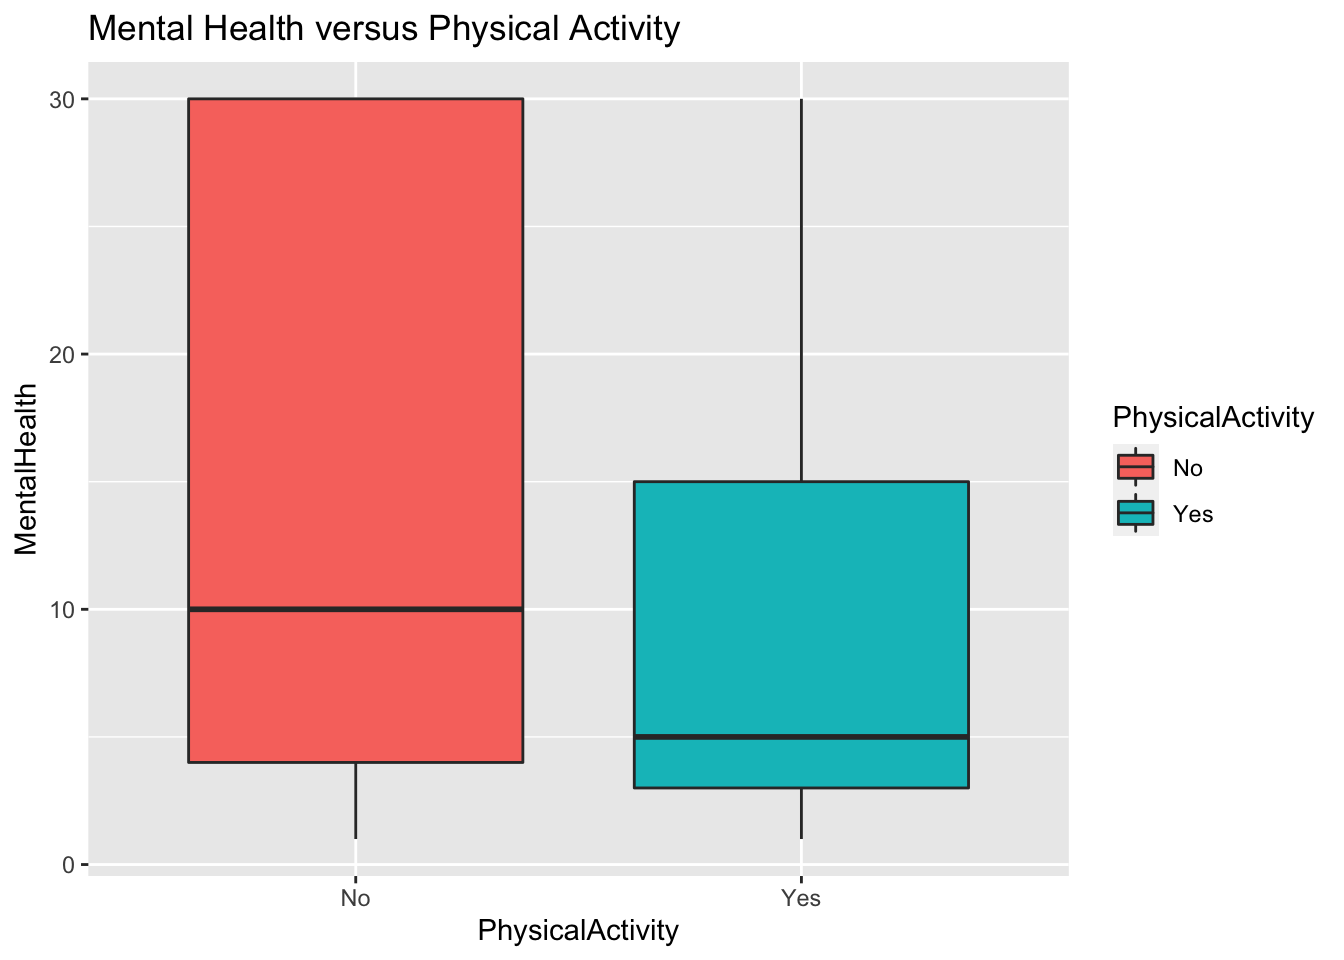 Mental Health versus Physical Activity
30
20
10
0
MentalHealth
No
Yes
PhysicalActivity
PhysicalActivity
No
Yes